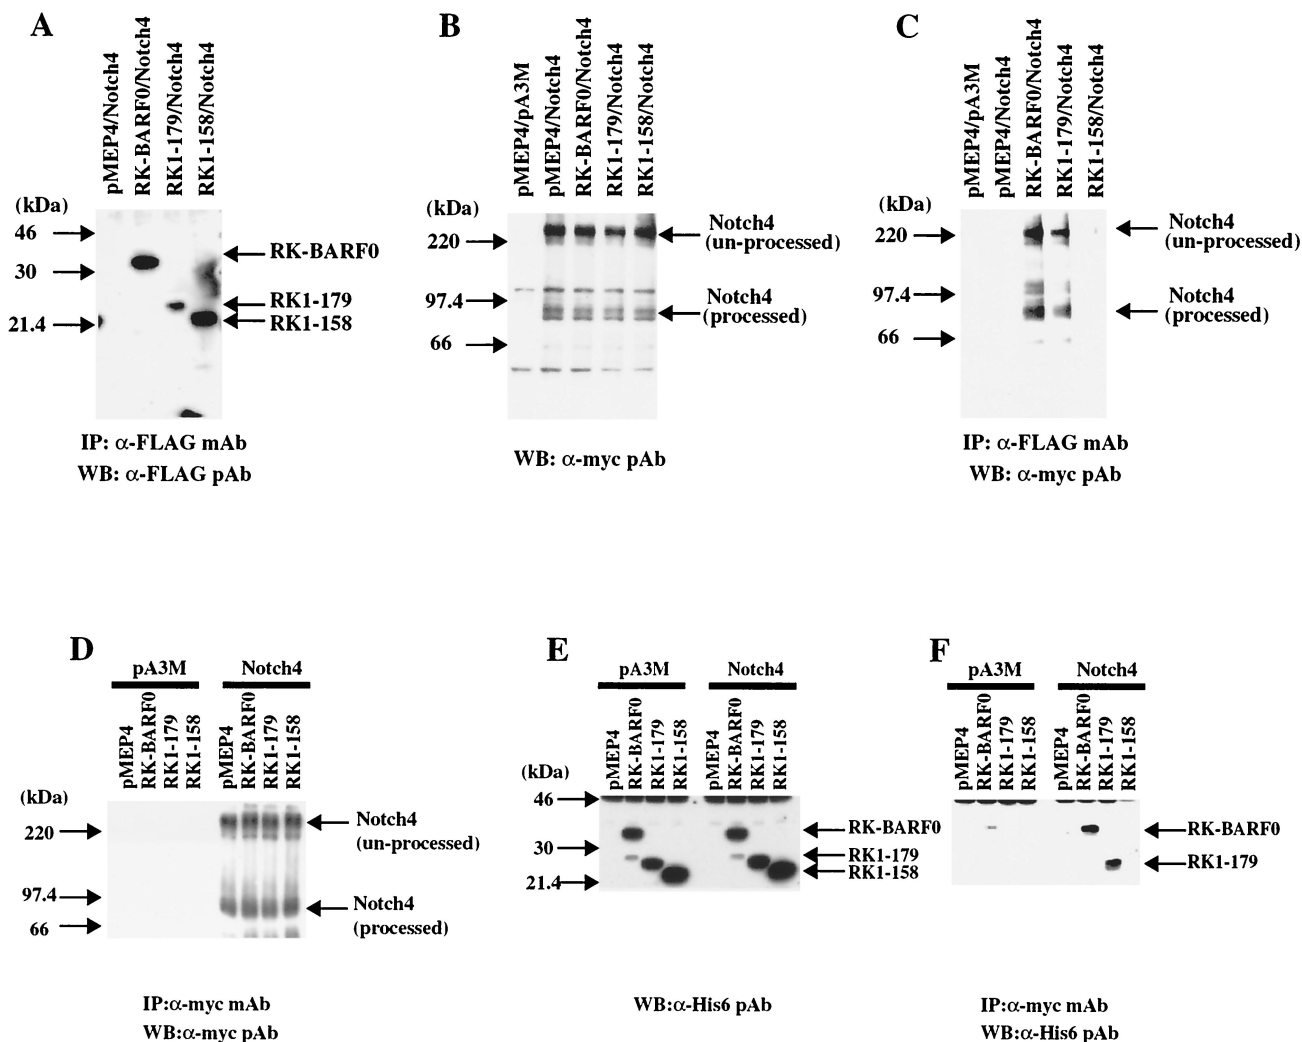 A
pMEP4/Notch4
RK-BARF0/Notch4
RK1-179/Notch4
RK1-158/Notch4
(kDa)
46
30
21.4
RK-BARF0
RK1-179
RK1-158
IP: α-FLAG mAb
WB: α-FLAG pAb
B
pMEP4/pA3M
pMEP4/Notch4
RK-BARF0/Notch4
RK1-179/Notch4
RK1-158/Notch4
(kDa)
220
97.4
66
Notch4
(un-processed)
Notch4
(processed)
WB: α-myc pAb
C
pMEP4/pA3M
pMEP4/Notch4
RK-BARF0/Notch4
RK1-179/Notch4
RK1-158/Notch4
(kDa)
220
97.4
66
Notch4
(un-processed)
Notch4
(processed)
IP: α-FLAG mAb
WB: α-myc pAb
D
pA3M
Notch4
pMEP4
RK-BARF0
RK1-179
RK1-158
pMEP4
RK-BARF0
RK1-179
RK1-158
(kDa)
220
97.4
66
Notch4
(un-processed)
Notch4
(processed)
IP:α-myc mAb
WB:α-myc pAb
E
pA3M
Notch4
pMEP4
RK-BARF0
RK1-179
RK1-158
pMEP4
RK-BARF0
RK1-179
RK1-158
(kDa)
46
30
21.4
RK-BARF0
RK1-179
RK1-158
WB:α-His6 pAb
F
pA3M
Notch4
pMEP4
RK-BARF0
RK1-179
RK1-158
pMEP4
RK-BARF0
RK1-179
RK1-158
RK-BARF0
RK1-179
IP:α-myc mAb
WB:α-His6 pAb